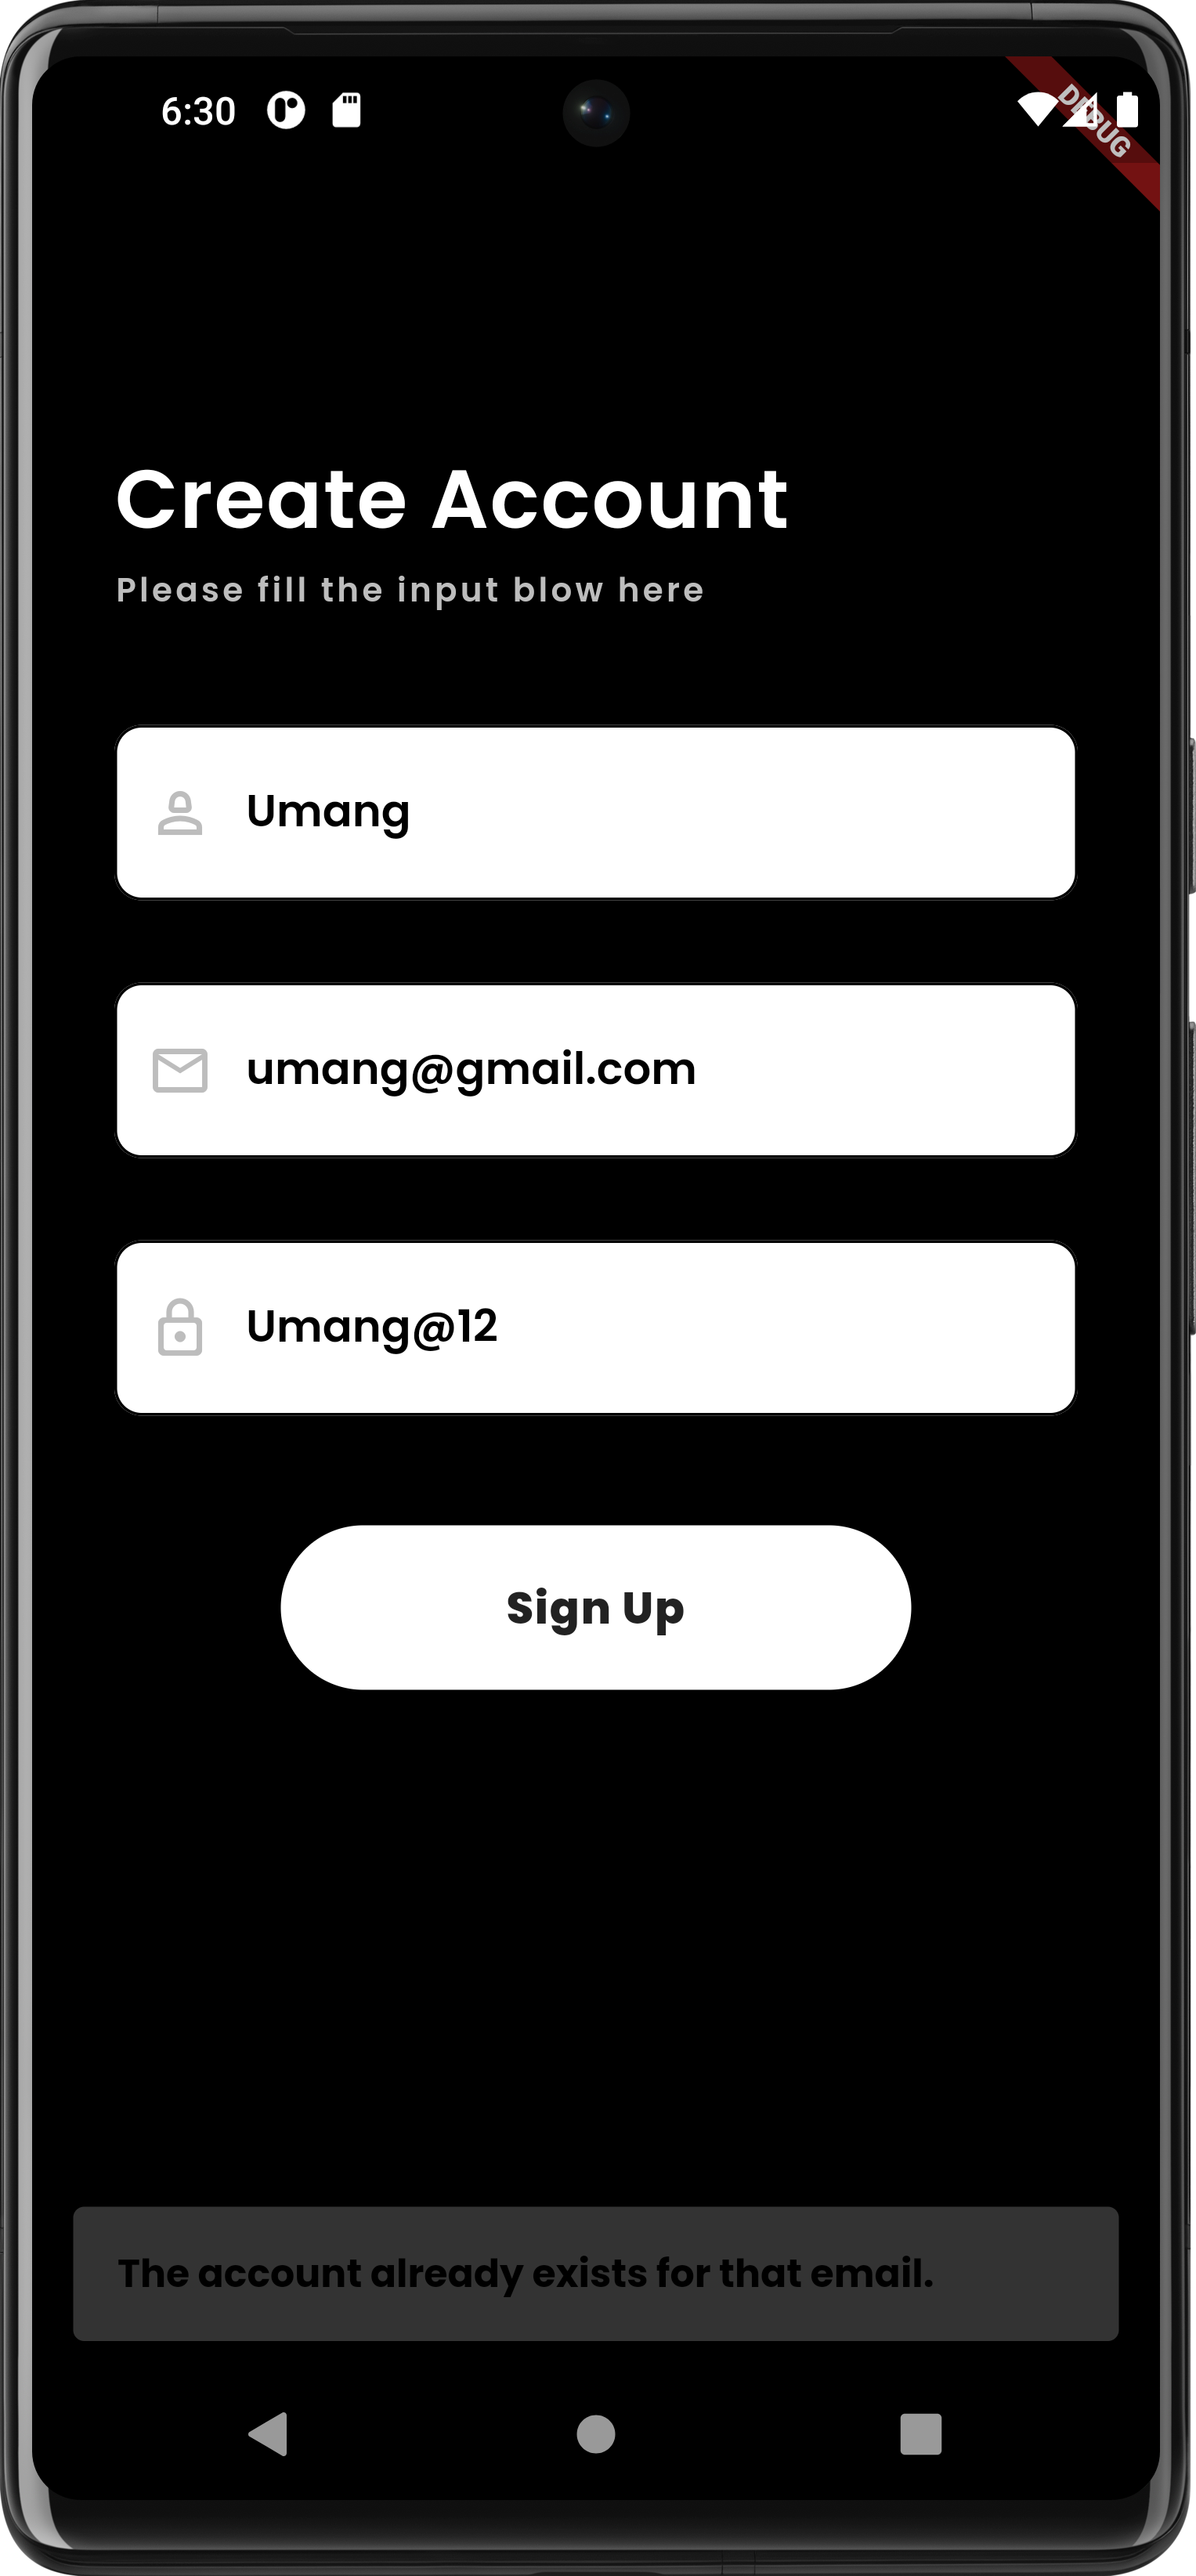 6:30
DEBUG
Create Account
Please fill the input blow here
Umang
umang@gmail.com
Umang@12
Sign Up
The account already exists for that email.